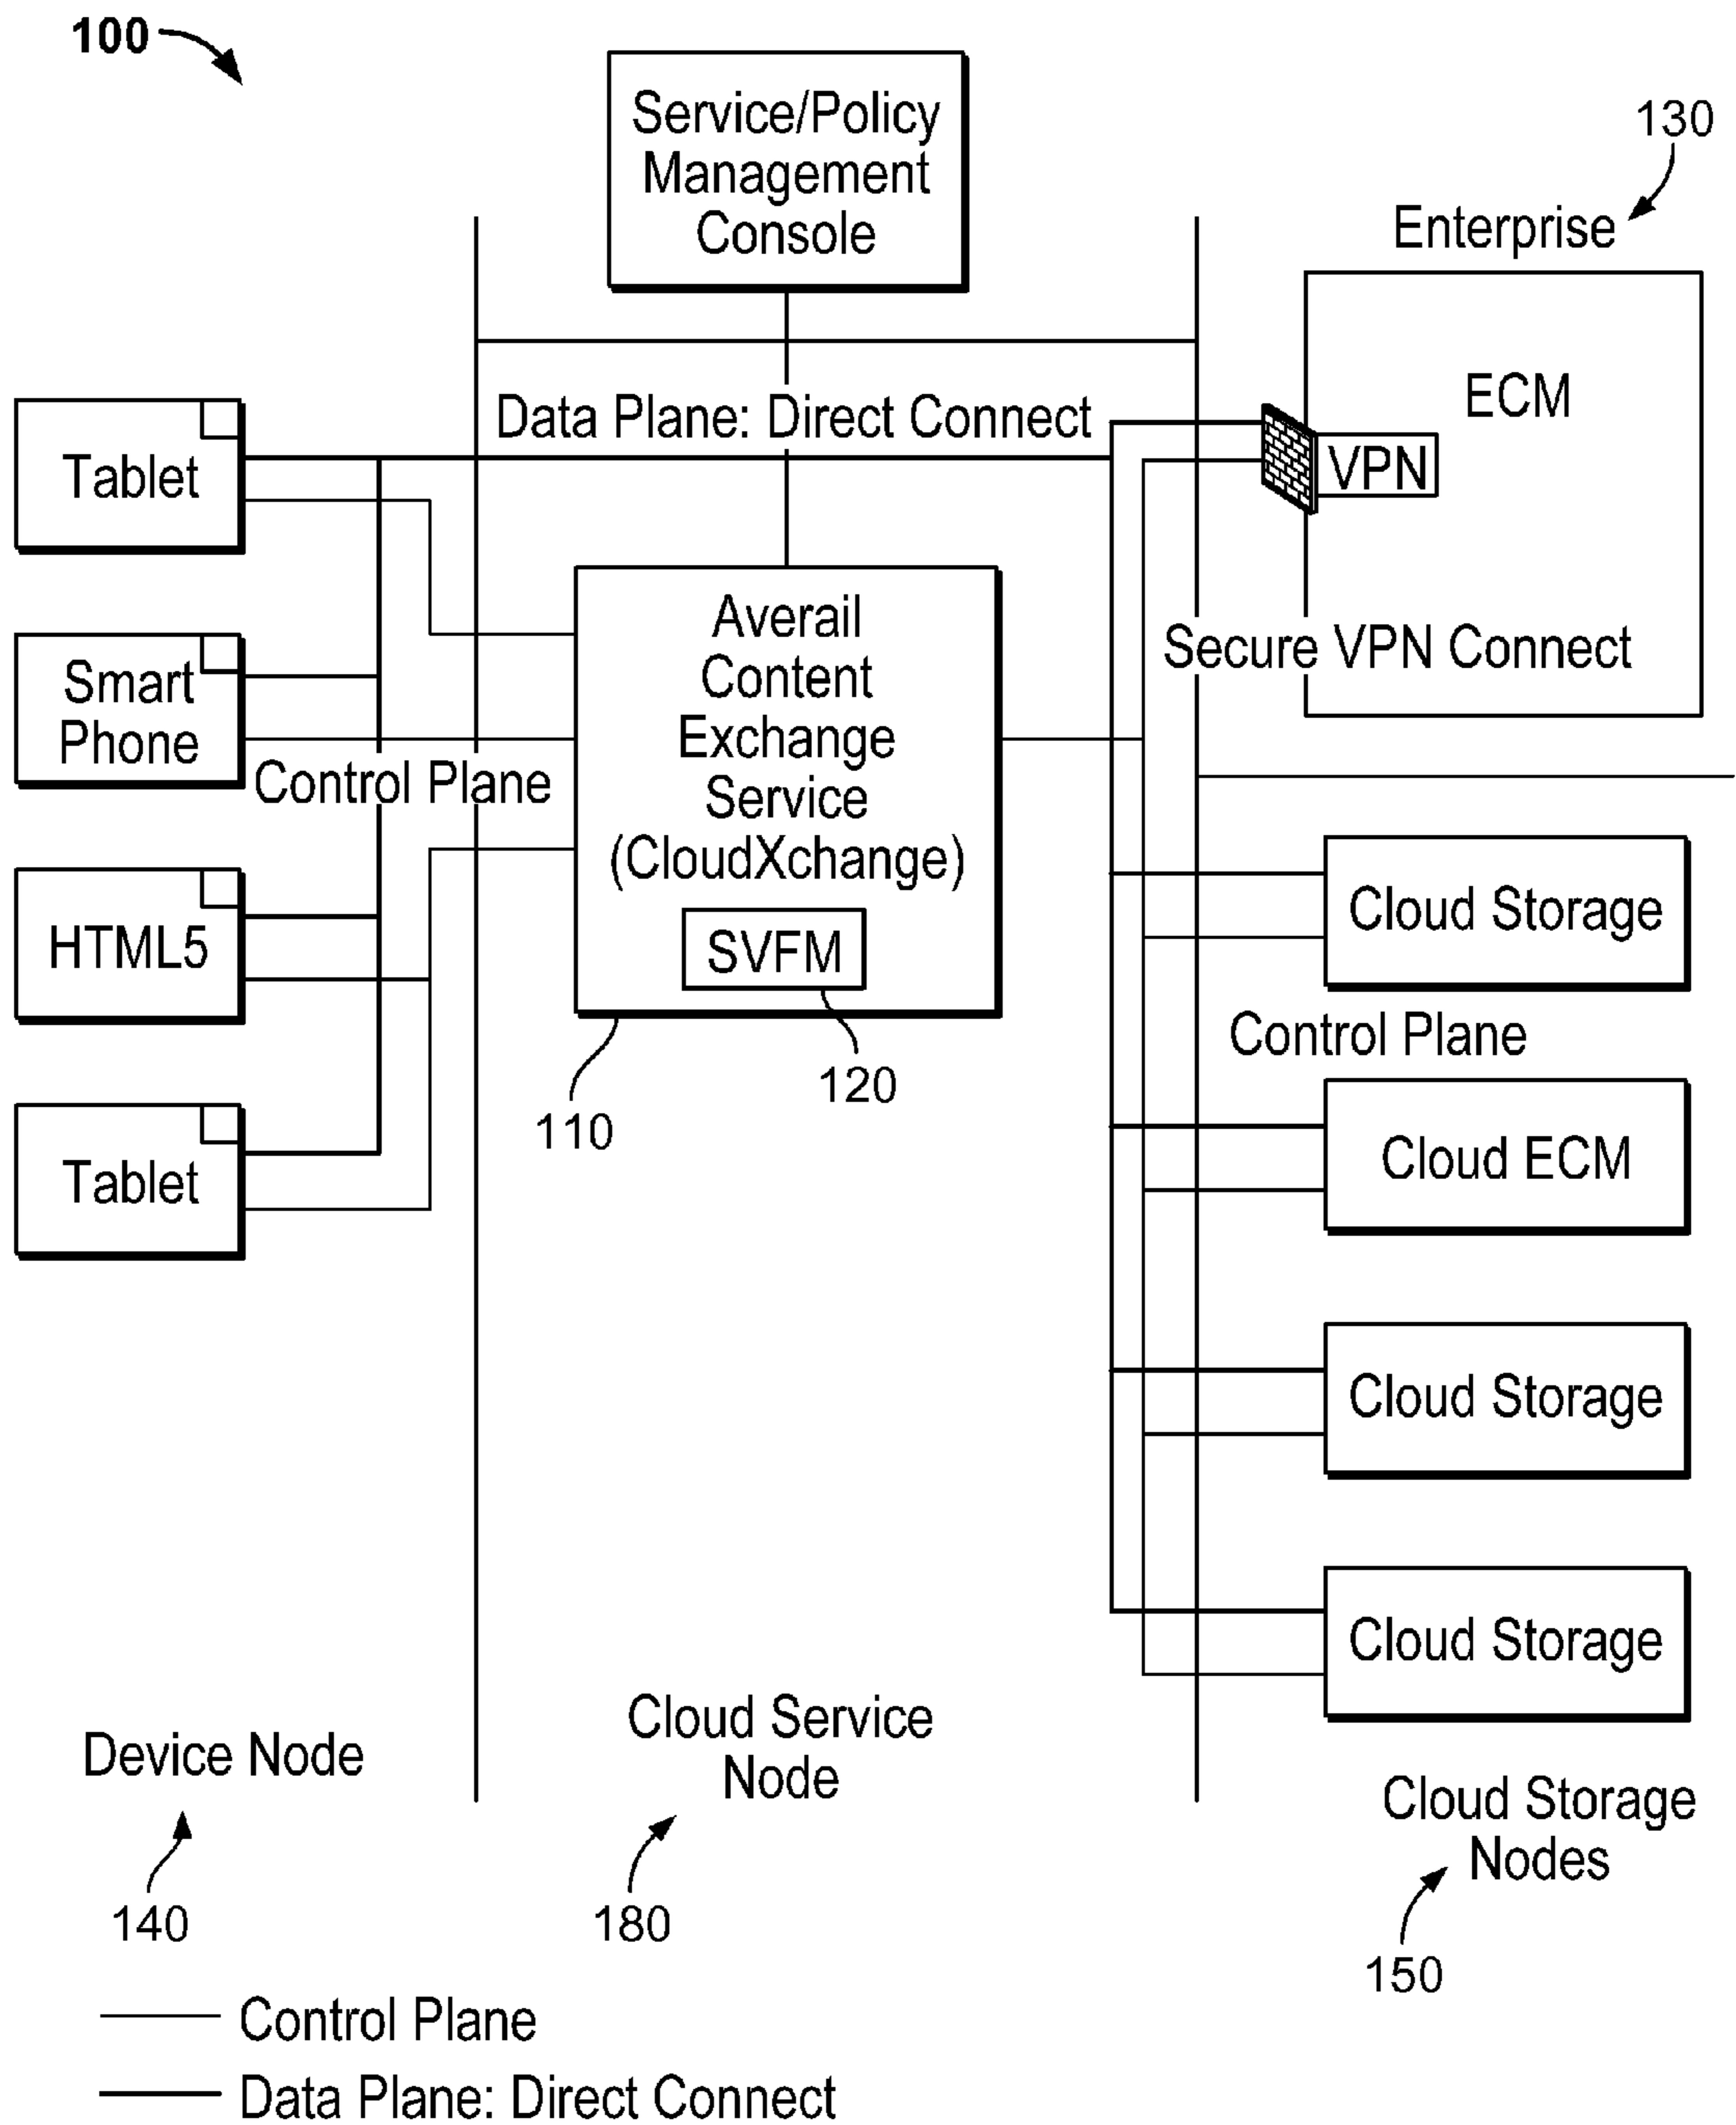 100
Service/Policy
Management
Console
130
Enterprise
ECM
VPN
Secure VPN Connect
Data Plane: Direct Connect
Tablet
Smart
Phone
Control Plane
HTML5
Tablet
Averail
Content
Exchange
Service
(CloudXchange)
SVFM
120
110
Cloud Storage
Control Plane
Cloud ECM
Cloud Storage
Cloud Storage
Device Node
140
Cloud Service
Node
180
Cloud Storage
Nodes
150
Control Plane
Data Plane: Direct Connect